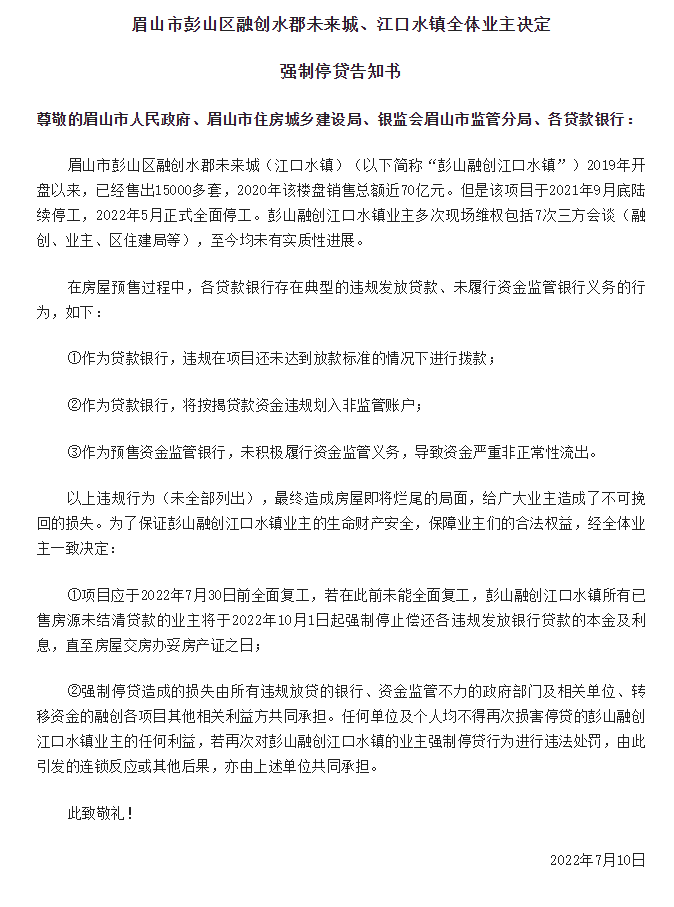 眉山市彭山区融创水郡未来城、江口水镇全体业主决定
强制停贷告知书
尊敬的眉山市人民政府、眉山市住房城乡建设局、银监会眉山市监管分局、各贷款银行：
眉山市彭山区融创水郡未来城（江口水镇）（以下简称“彭山融创江口水镇”）2019年开
盘以来，已经售出15000多套，2020年该楼盘销售总额近70亿元。但是该项目于2021年9月底陆
续停工，2022年5月正式全面停工。彭山融创江口水镇业主多次现场维权包括7次三方会谈（融
创、业主、区住建局等），至今均未有实质性进展。
在房屋预售过程中，各贷款银行存在典型的违规发放贷款、未履行资金监管银行义务的行
为，如下：
①作为贷款银行，违规在项目还未达到放款标准的情况下进行拨款；
②作为贷款银行，将按揭贷款资金违规划入非监管账户；
③作为预售资金监管银行，未积极履行资金监管义务，导致资金严重非正常性流出。
以上违规行为（未全部列出），最终造成房屋即将烂尾的局面，给广大业主造成了不可挽
回的损失。为了保证彭山融创江口水镇业主的生命财产安全，保障业主们的合法权益，经全体业
主一致决定：
①项目应于2022年7月30日前全面复工，若在此前未能全面复工，彭山融创江口水镇所有已
售房源未结清贷款的业主将于2022年10月1日起强制停止偿还各违规发放银行贷款的本金及利
息，直至房屋交房办妥房产证之日；
②强制停贷造成的损失由所有违规放贷的银行、资金监管不力的政府部门及相关单位、转
移资金的融创各项目其他相关利益方共同承担。任何单位及个人均不得再次损害停贷的彭山融创
江口水镇业主的任何利益，若再次对彭山融创江口水镇的业主强制停贷行为进行违法处罚，由此
引发的连锁反应或其他后果，亦由上述单位共同承担。
此致敬礼！
2022年7月10日